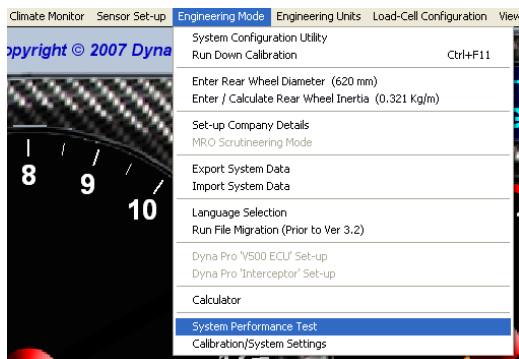 Climate Monitor Sensor Set-up Engineering Mode Engineering Units Load-Cell Configuration View
opyright © 2007 Dyna
System Configuration Utility
Run Down Calibration Ctrl+F11
Enter Rear Wheel Diameter (620 mm)
Enter / Calculate Rear Wheel Inertia (0.321 Kg/m)
Set-up Company Details
MRO Scrutineering Mode
Export System Data
Import System Data
Language Selection
Run File Migration (Prior to Ver 3.2)
Dyna Pro 'V500 ECU' Set-up
Dyna Pro 'Interceptor' Set-up
Calculator
System Performance Test
Calibration/System Settings
8
9
10